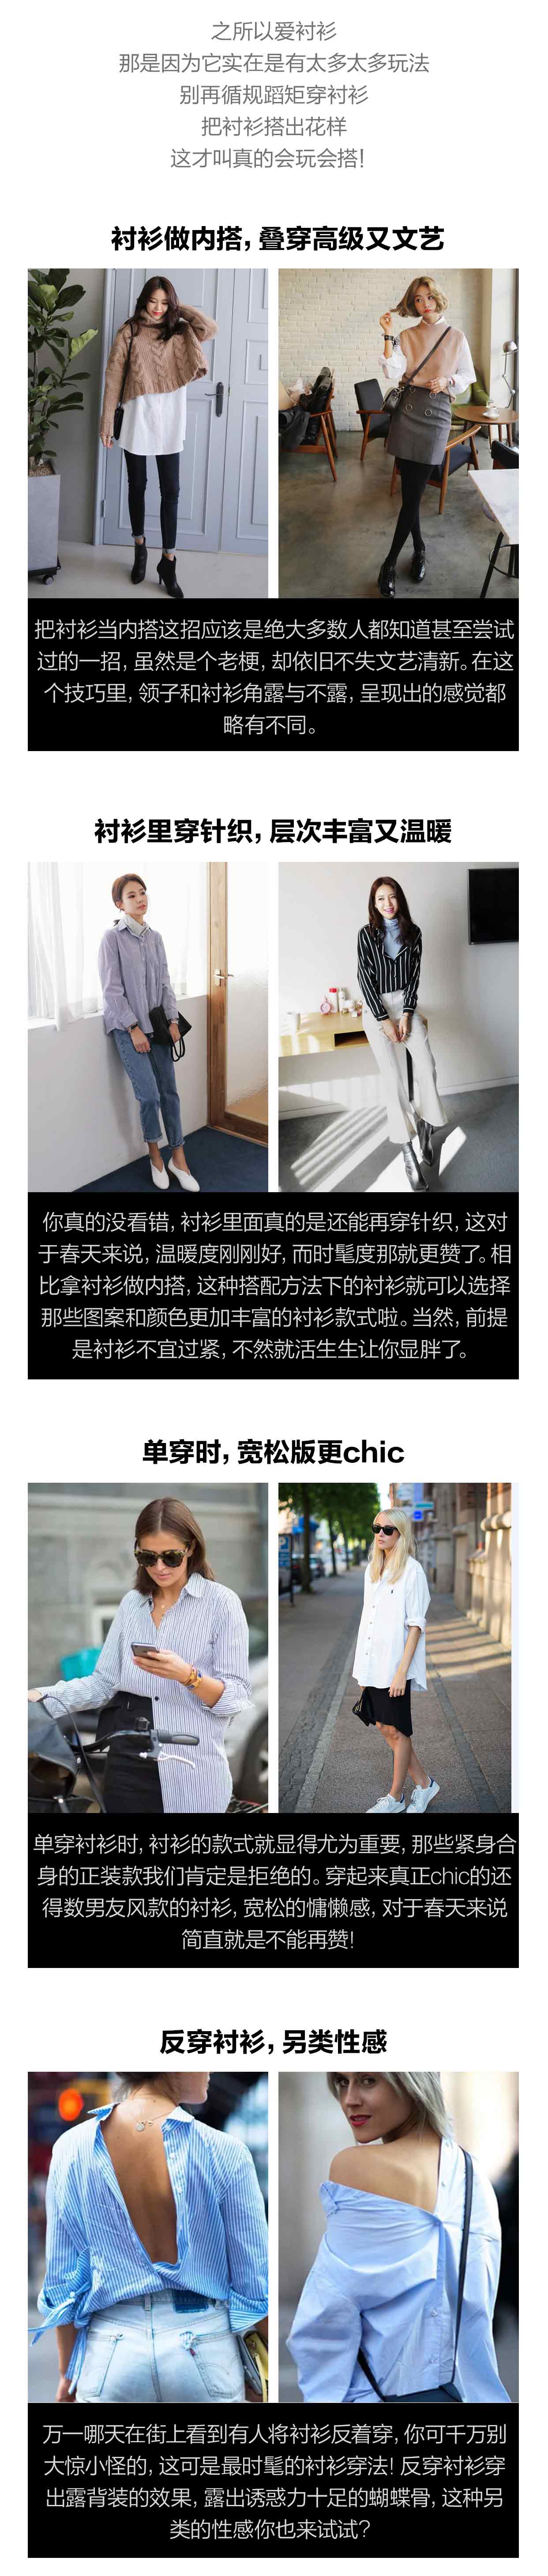 之所以爱衬衫
那是因为它实在是有太多太多玩法
别再循规蹈矩穿衬衫
把衬衫搭出花样
这才叫真的会玩会搭!
衬衫做内搭，叠穿高级又文艺
把衬衫当内搭这招应该是绝大多数人都知道甚至尝试
过的一招，虽然是个老梗，却依旧不失文艺清新。在这
个技巧里，领子和衬衫角露与不露，呈现出的感觉都
略有不同。
衬衫里穿针织，层次丰富又温暖
你真的没看错，衬衫里面真的是还能再穿针织，这对
于春天来说，温暖度刚刚好，而时髦度那就更赞了。相
比拿衬衫做内搭，这种搭配方法下的衬衫就可以选择
那些图案和颜色更加丰富的衬衫款式啦。当然，前提
是衬衫不宜过紧，不然就活生生让你显胖了。
单穿时，宽松版更chic
单穿衬衫时，衬衫的款式就显得尤为重要，那些紧身合
身的正装款我们肯定是拒绝的。穿起来真正chic的还
得数男友风款的衬衫，宽松的慵懒感，对于春天来说
简直就是不能再赞!
反穿衬衫，另类性感
万一哪天在街上看到有人将衬衫反着穿，你可千万别
大惊小怪的，这可是最时髦的衬衫穿法! 反穿衬衫穿
出露背装的效果，露出诱惑力十足的蝴蝶骨，这种另
类的性感你也来试试?